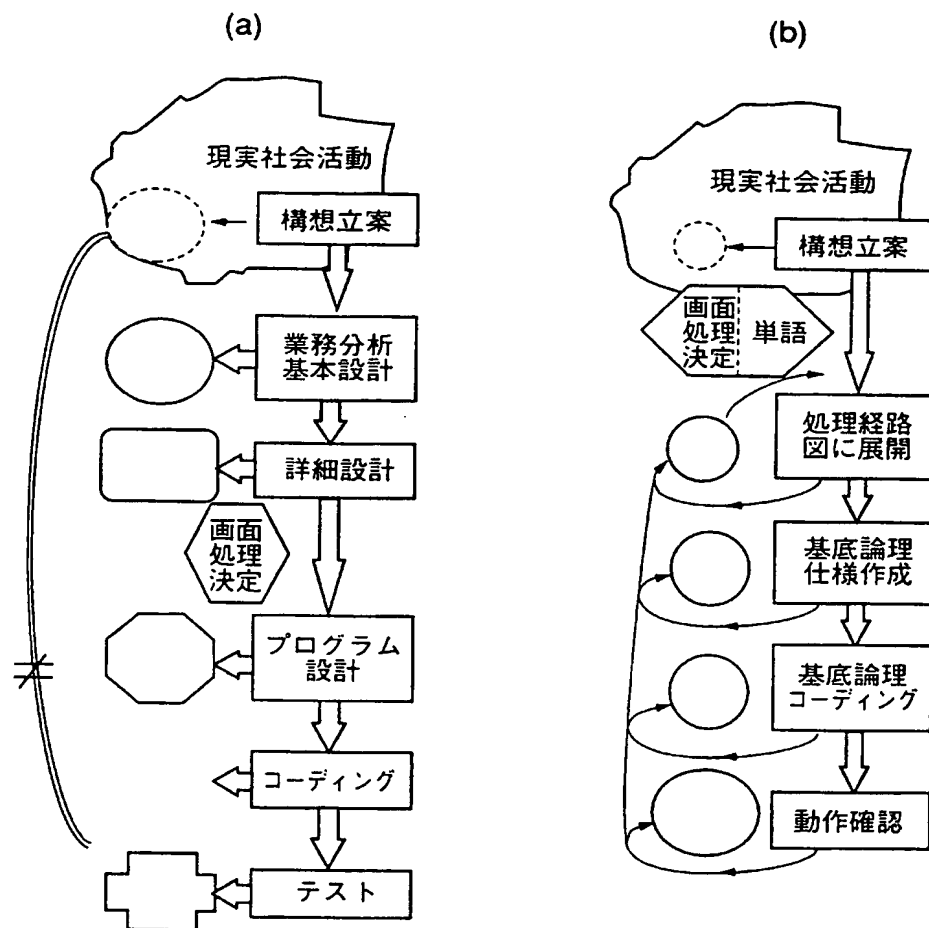 (a)
現実社会活動
構想立案
業務分析
基本設計
詳細設計
画面
処理
決定
プログラム
設計
コーディング
テスト
(b)
現実社会活動
構想立案
画面
処理
決定
単語
処理経路
図に展開
基底論理
仕様作成
基底論理
コーディング
動作確認